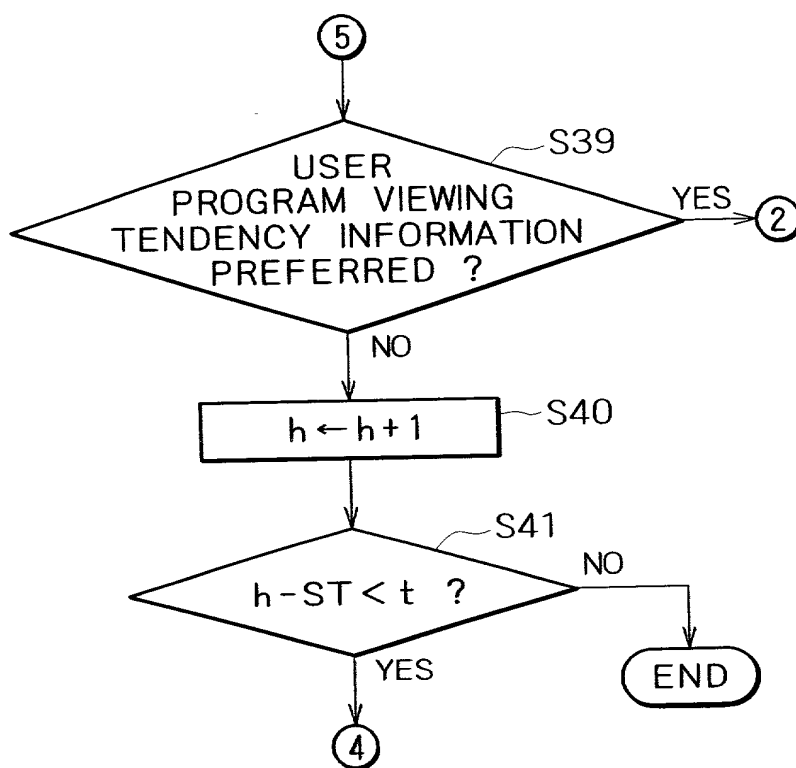 5
S39
USER
PROGRAM VIEWING
TENDENCY INFORMATION
PREFERRED ?
YES
2
NO
S40
h ← h + 1
S41
h - ST < t ?
NO
YES
END
4